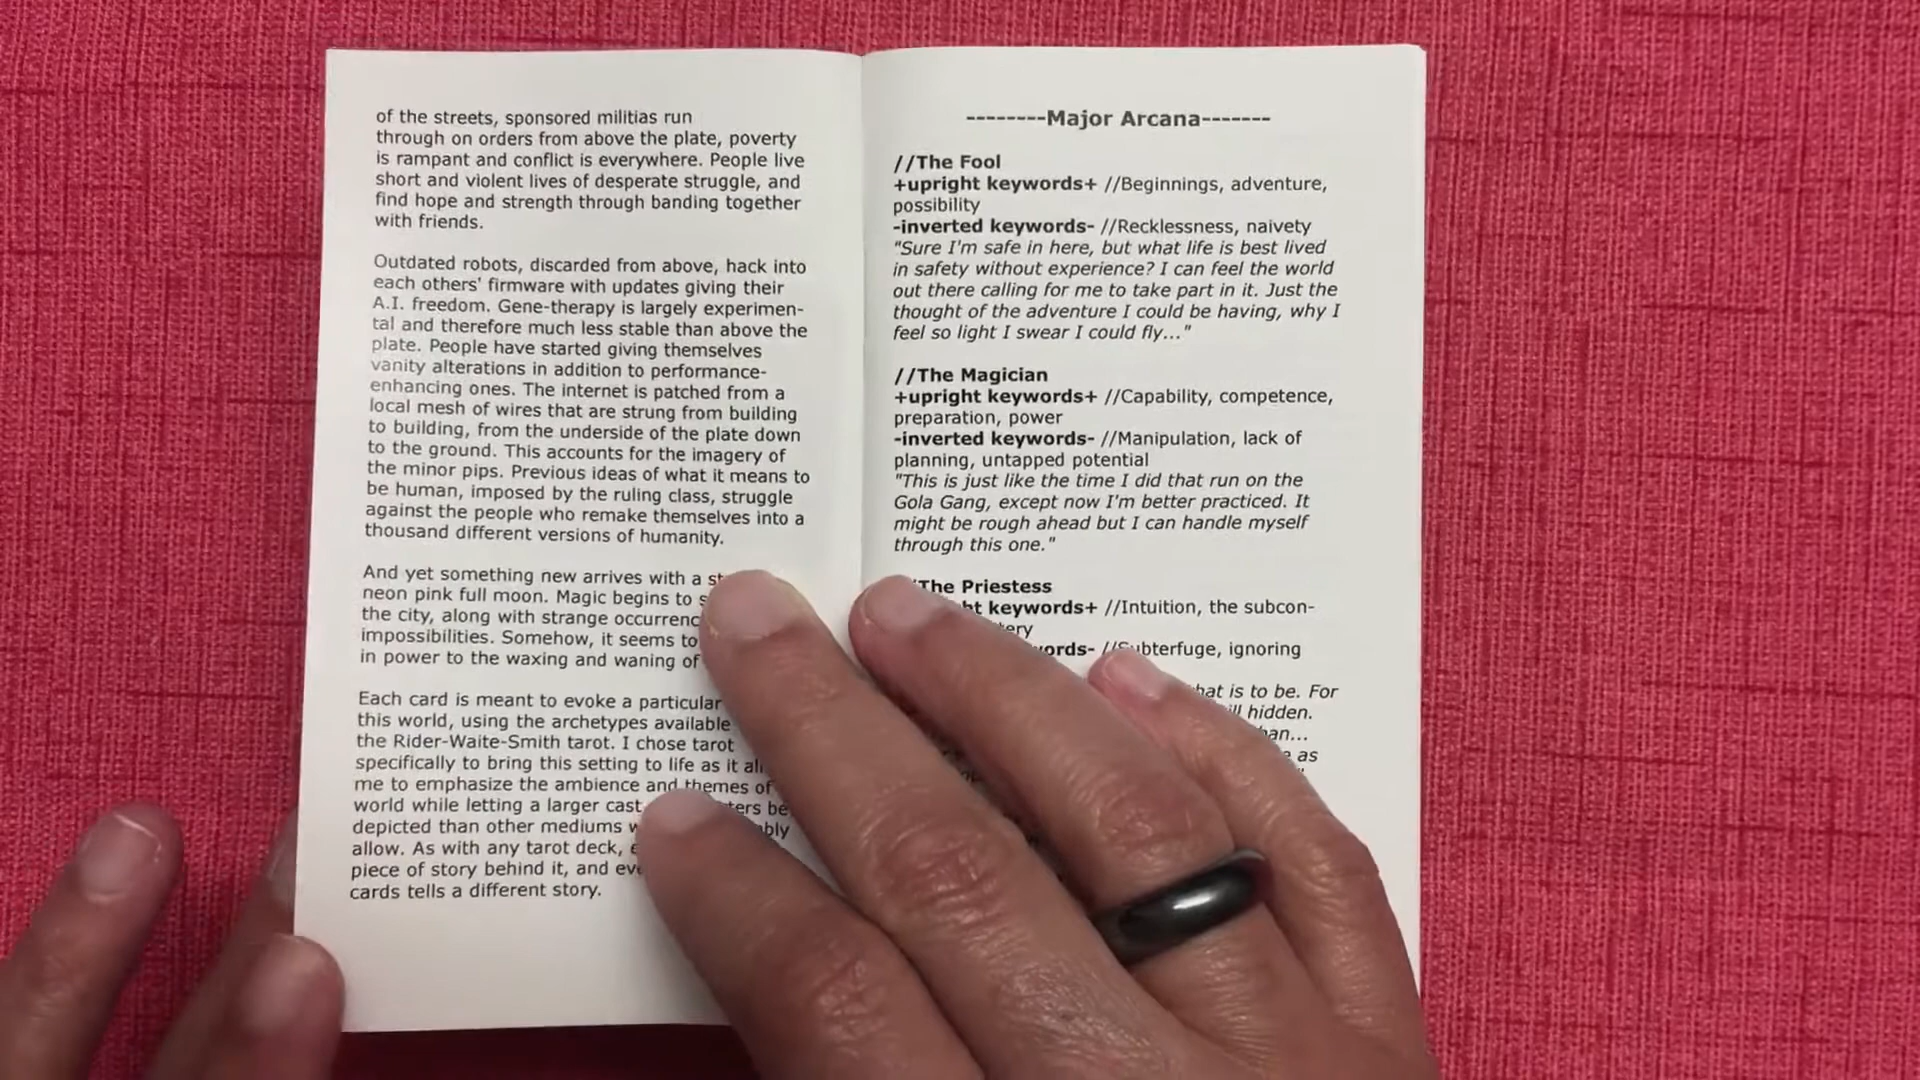 of the streets, sponsored militias run
through on orders from above the plate, poverty
is rampant and conflict is everywhere. People live
short and violent lives of desperate struggle, and
find hope and strength through banding together
with friends.
Outdated robots, discarded from above, hack into
each others' firmware with updates giving their
A.I. freedom. Gene-therapy is largely experimen-
tal and therefore much less stable than above the
plate. People have started giving themselves
vanity alterations in addition to performance-
enhancing ones. The internet is patched from a
local mesh of wires that are strung from building
to building, from the underside of the plate down
to the ground. This accounts for the imagery of
the minor pips. Previous ideas of what it means to
be human, imposed by the ruling class, struggle
against the people who remake themselves into a
thousand different versions of humanity.
And yet something new arrives with a
neon pink full moon. Magic begins to
the city, along with strange
impossibilities. Somehow, it seems to
in power to the waxing and waning of
Each card is meant to evoke a particular
this world, using the archetypes available
the Rider-Waite-Smith tarot. I chose tarot
specifically to bring this setting to life as it
me to emphasize the ambience and themes of
world while letting a larger cast
depicted than other mediums
allow. As with any tarot deck,
piece of story behind it, and
cards tells a different story.
--------Major Arcana-------
//The Fool
+upright keywords+ //Beginnings, adventure,
possibility
-inverted keywords- //Recklessness, naivety
"Sure I'm safe in here, but what life is best lived
in safety without experience? I can feel the world
out there calling for me to take part in it. Just the
thought of the adventure I could be having, why I
feel so light I swear I could fly..."
//The Magician
+upright keywords+ //Capability, competence,
preparation, power
-inverted keywords- //Manipulation, lack of
planning, untapped potential
"This is just like the time I did that run on the
Gola Gang, except now I'm better practiced. It
might be rough ahead but I can handle myself
through this one."
The Priestess
keywords+ //Intuition, the subcon-
//Subterfuge, ignoring
is to be. For
hidden.
as